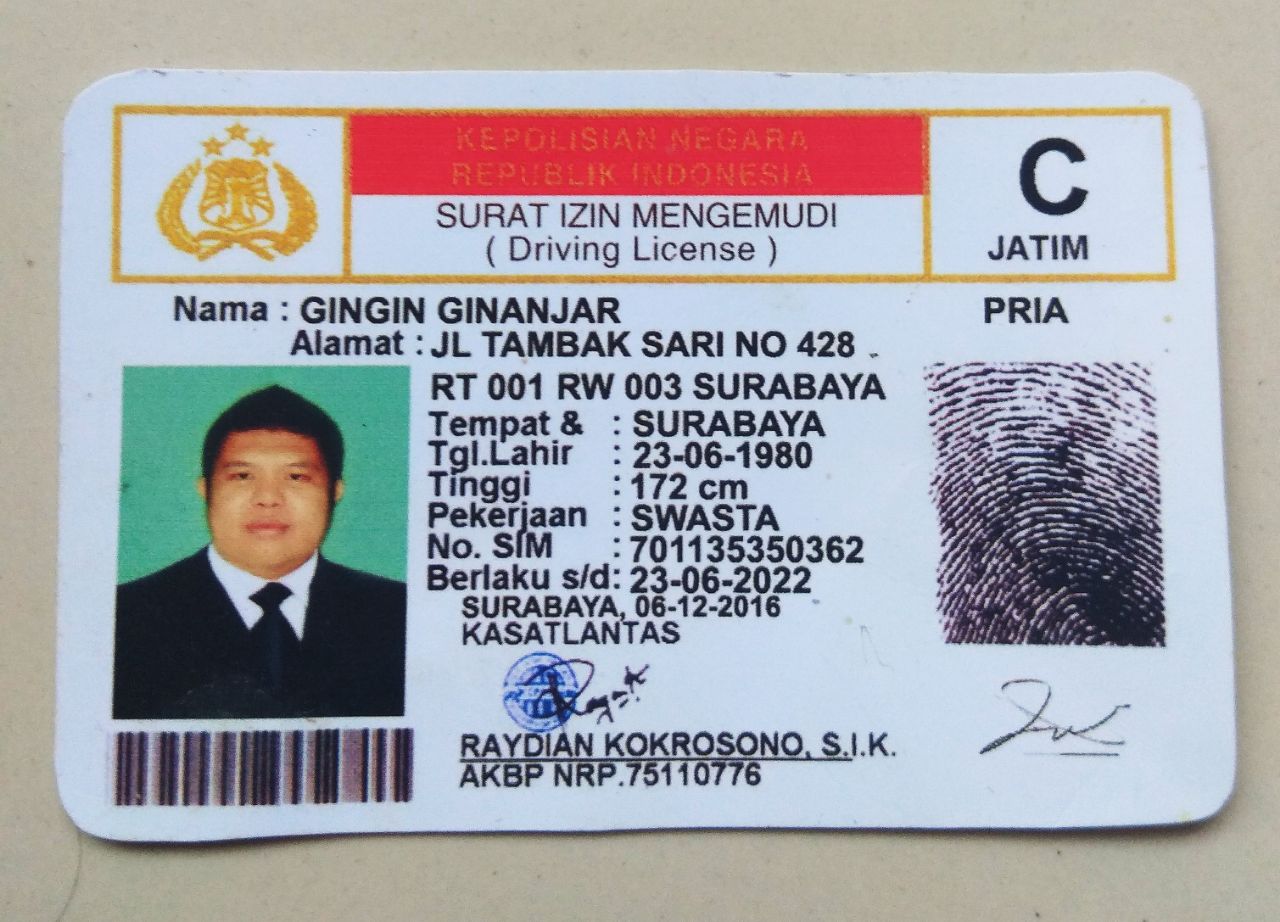 KEPOLISIAN NEGARA
REPUBLIK INDONESIA
SURAT IZIN MENGEMUDI
( Driving License )
C
JATIM
Nama : GINGIN GINANJAR
PRIA
Alamat : JL TAMBAK SARI NO 428
RT 001 RW 003 SURABAYA
Tempat & : SURABAYA
Tgl.Lahir : 23-06-1980
Tinggi : 172 cm
Pekerjaan : SWASTA
No. SIM : 701135350362
Berlaku s/d: 23-06-2022
SURABAYA, 06-12-2016
KASATLANTAS
RAYDIAN KOKROSONO, S.I.K.
AKBP NRP.75110776